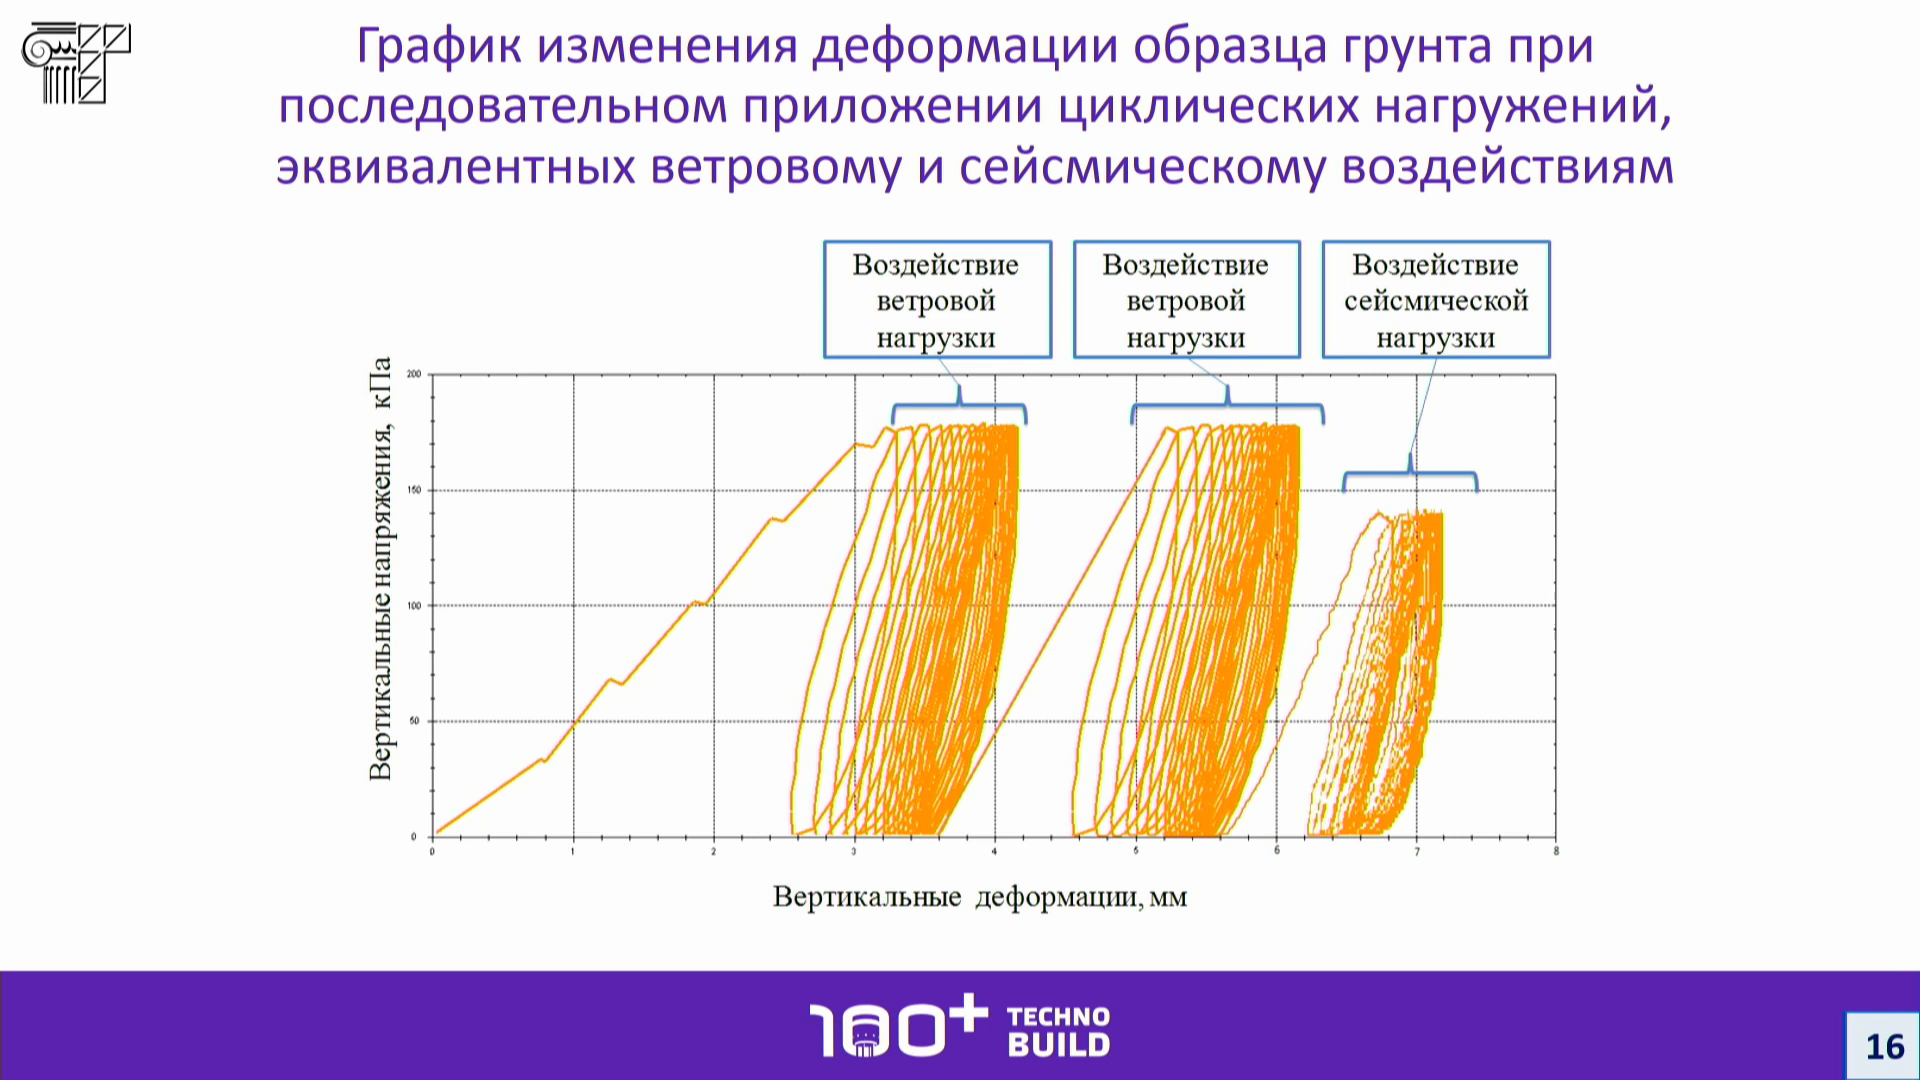 График изменения деформации образца грунта при
последовательном приложении циклических нагружений,
эквивалентных ветровому и сейсмическому воздействиям
Воздействие
ветровой
нагрузки
Воздействие
ветровой
нагрузки
Воздействие
сейсмической
нагрузки
Вертикальные напряжения, кПа
200
150
100
50
0
0 1 2 3 4 5 6 7 8
Вертикальные деформации, мм
100+ TECHNO
BUILD
16